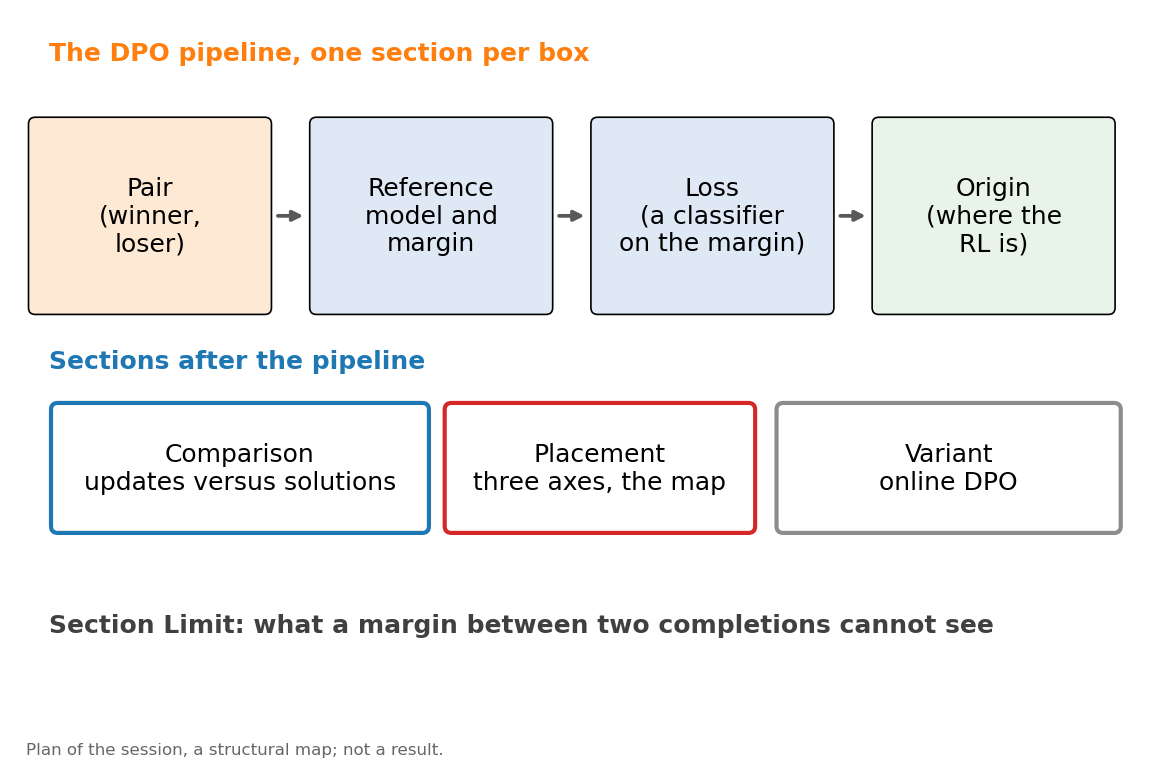 The DPO pipeline, one section per box
Pair
(winner,
loser)
Reference
model and
margin
Loss
(a classifier
on the margin)
Origin
(where the
RL is)
Sections after the pipeline
Comparison
updates versus solutions
Placement
three axes, the map
Variant
online DPO
Section Limit: what a margin between two completions cannot see
Plan of the session, a structural map; not a result.